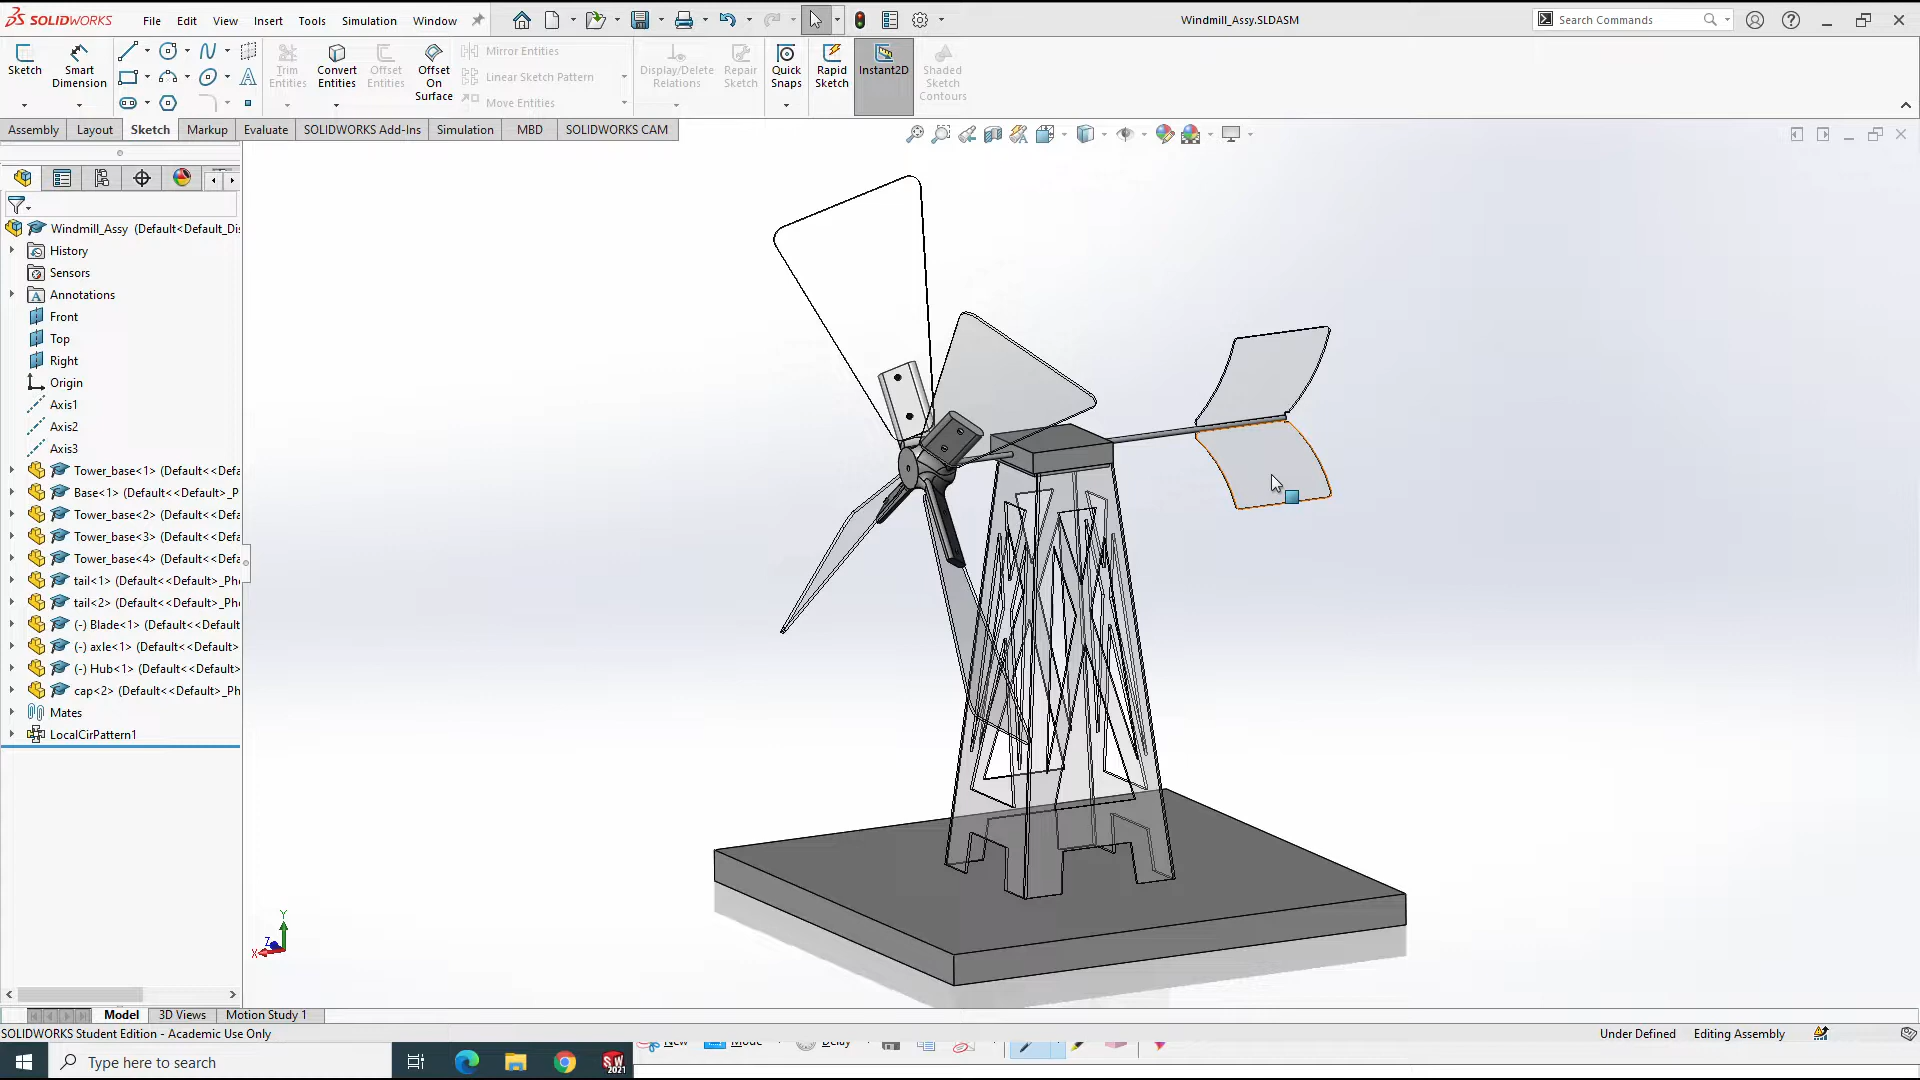 SOLIDWORKS File Edit View Insert Tools Simulation Window Windmill_Assy.SLDASM Search Commands
Sketch Smart Dimension Trim Entities Convert Entities Offset Entities Offset On Surface Mirror Entities Linear Sketch Pattern Move Entities Display/Delete Relations Repair Sketch Quick Snaps Rapid Sketch Instant2D Shaded Sketch Contours
Assembly Layout Sketch Markup Evaluate SOLIDWORKS Add-Ins Simulation MBD SOLIDWORKS CAM
Windmill_Assy (Default<Default_Di
History
Sensors
Annotations
Front
Top
Right
Origin
Axis1
Axis2
Axis3
Tower_base<1> (Default<<Defa
Base<1> (Default<<Default>_P
Tower_base<2> (Default<<Defa
Tower_base<3> (Default<<Defa
Tower_base<4> (Default<<Defa
tail<1> (Default<<Default>_Ph
tail<2> (Default<<Default>_Ph
(-) Blade<1> (Default<<Default
(-) axle<1> (Default<<Default>
(-) Hub<1> (Default<<Default>
cap<2> (Default<<Default>_Ph
Mates
LocalCirPattern1
Y
Z
X
Model 3D Views Motion Study 1
SOLIDWORKS Student Edition - Academic Use Only Under Defined Editing Assembly
Type here to search SW 2021 New Mode Delay